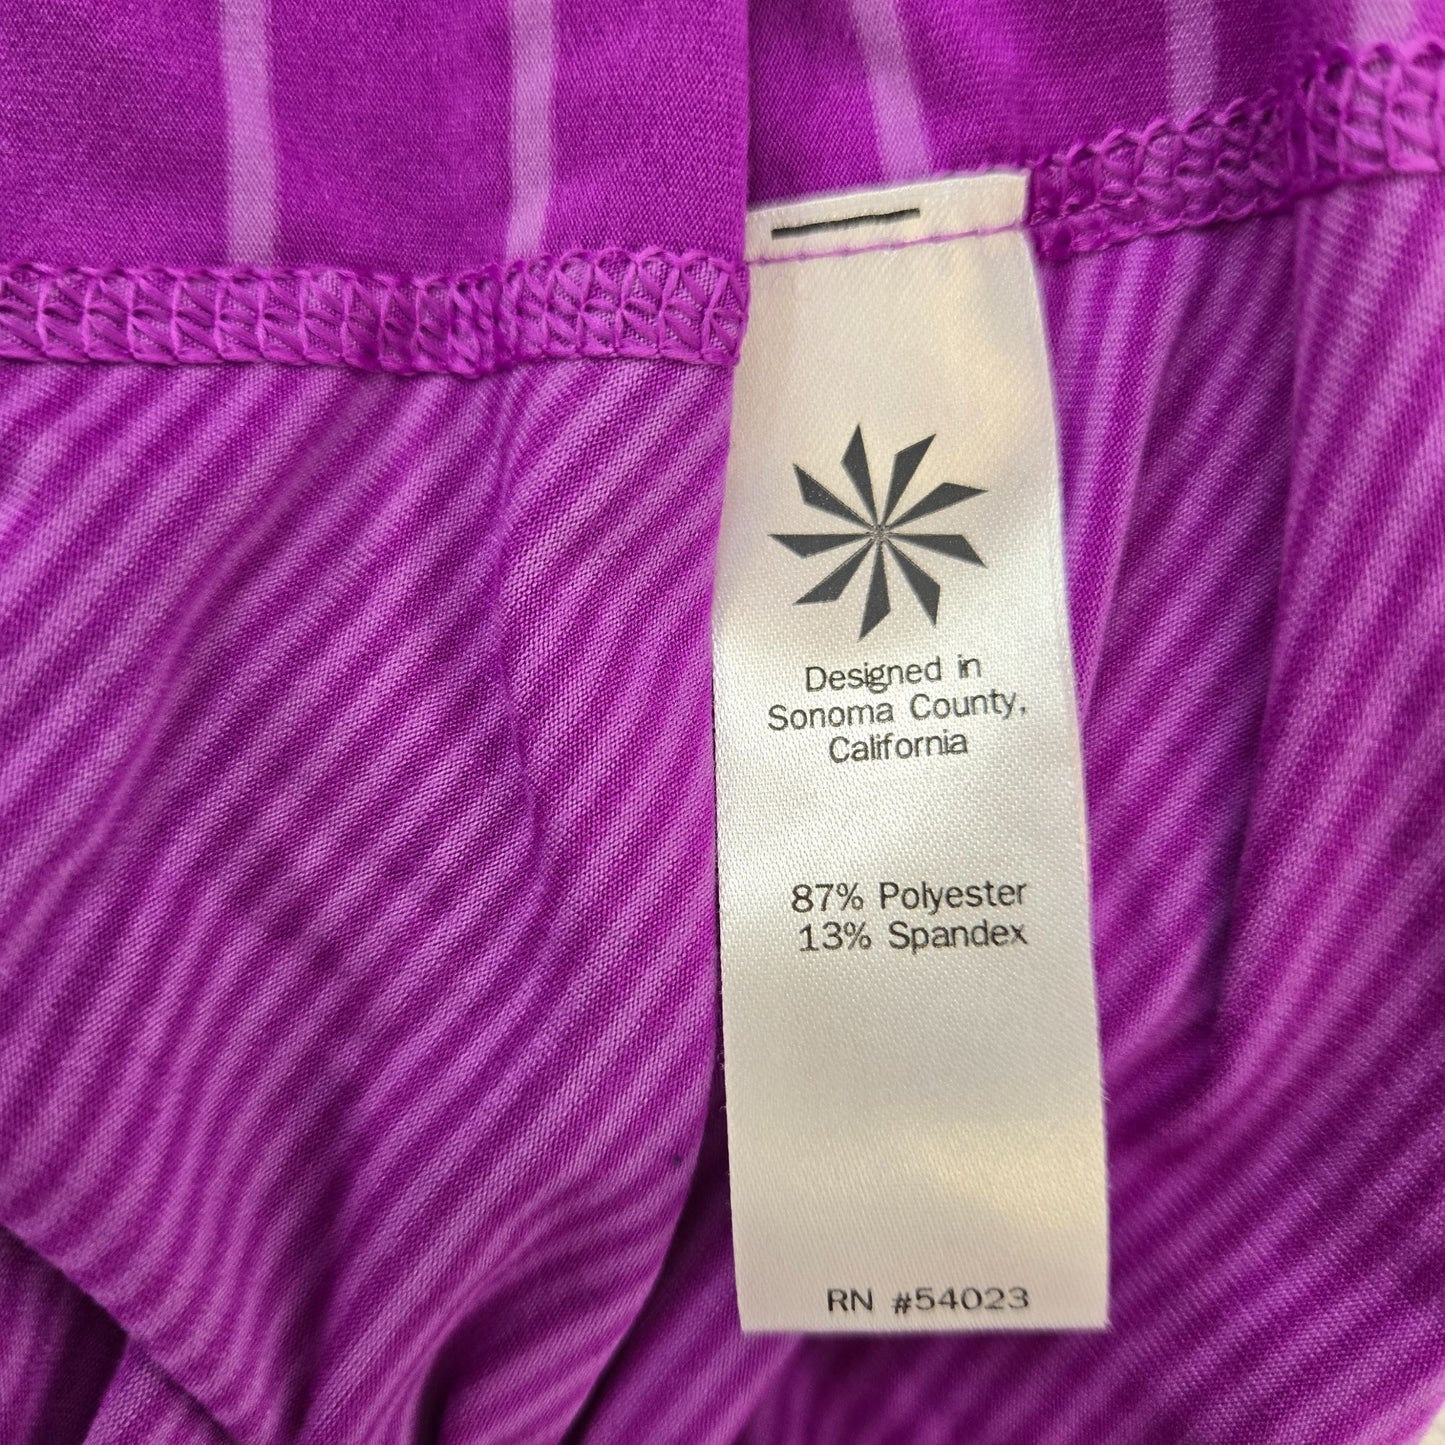 Designed in
Sonoma County,
California
87% Polyester
13% Spandex
RN #54023